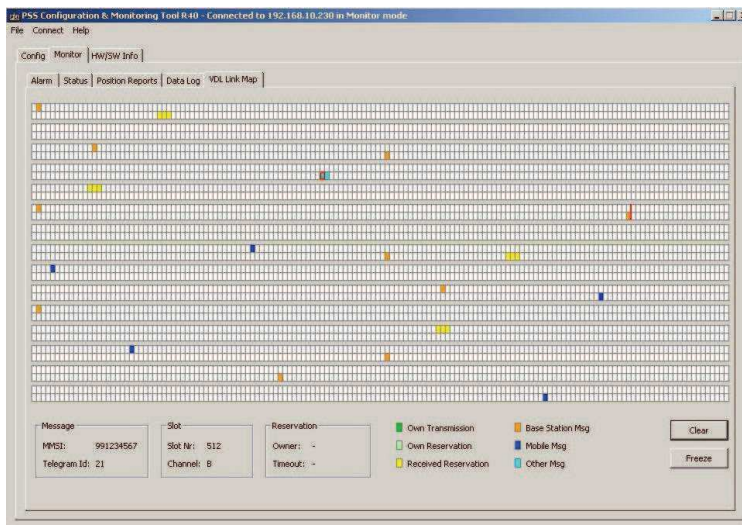 PSS Configuration & Monitoring Tool R40 - Connected to 192.168.10.230 in Monitor mode
File Connect Help
Config Monitor HW/SW Info
Alarm Status Position Reports Data Log VDL Link Map
Message
MMSI: 991234567
Telegram Id: 21
Slot
Slot Nr: 512
Channel: B
Reservation
Owner: -
Timeout: -
Own Transmission
Own Reservation
Received Reservation
Base Station Msg
Mobile Msg
Other Msg
Clear
Freeze